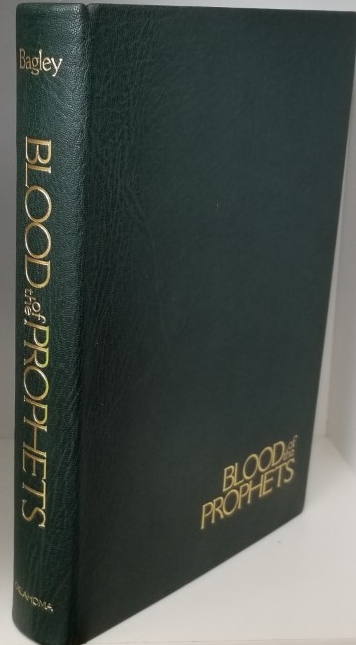 Bagley
BLOOD of the PROPHETS
OKLAHOMA
BLOOD of the
PROPHETS